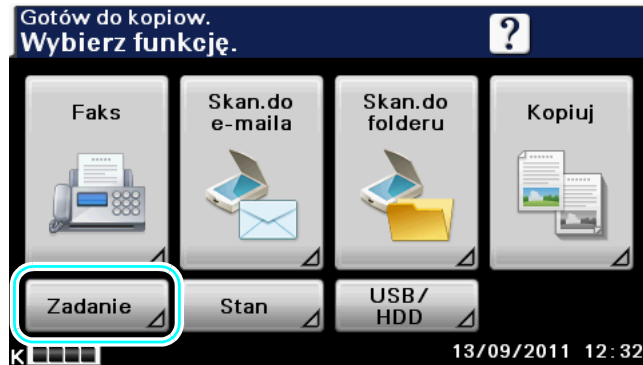 Gotów do kopiow.
Wybierz funkcję.
?
Faks
Skan.do
e-maila
Skan.do
folderu
Kopiuj
Zadanie
Stan
USB/
HDD
K
13/09/2011 12:32